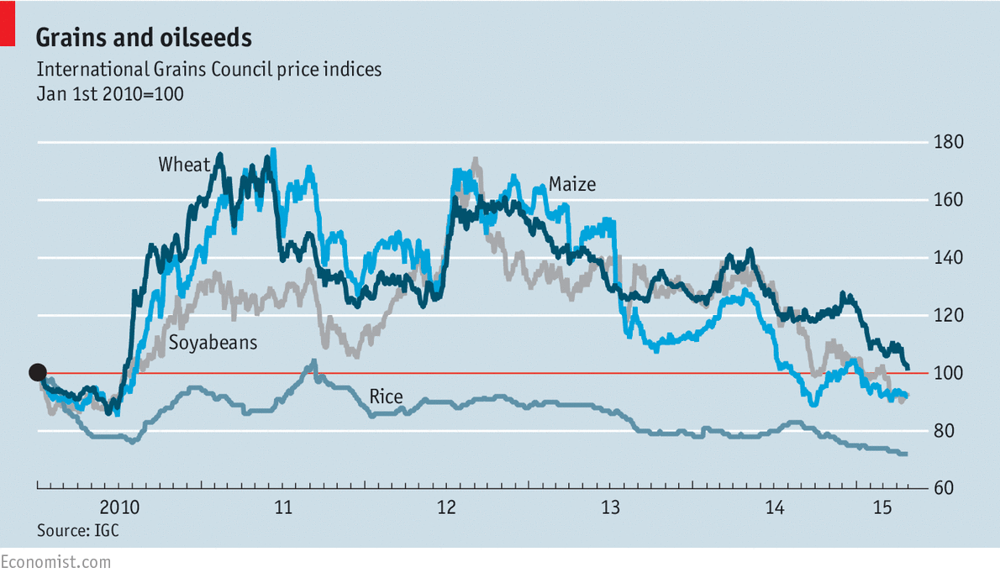 Grains and oilseeds
International Grains Council price indices
Jan 1st 2010=100
180
Wheat
Maize
160
140
120
Soyabeans
100
Rice
80
60
2010 11 12 13 14 15
Source: IGC
Economist.com